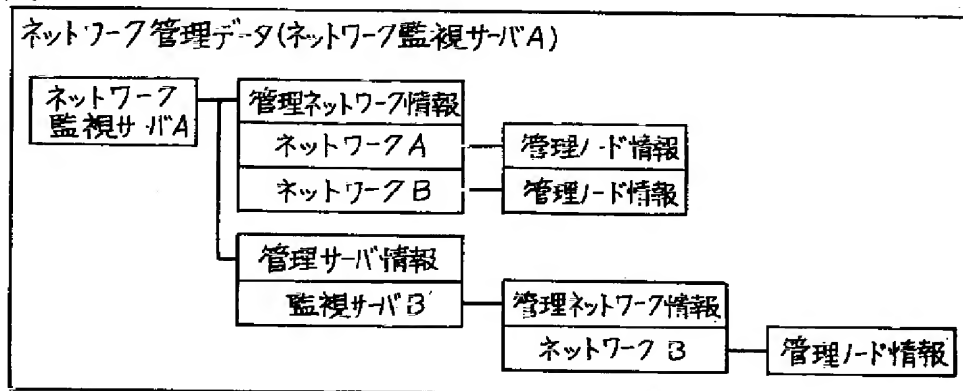 ネットワーク管理データ(ネットワーク監視サーバA)
ネットワーク
監視サーバA
管理ネットワーク情報
ネットワークA
管理ノード情報
ネットワークB
管理ノード情報
管理サーバ情報
監視サーバB
管理ネットワーク情報
ネットワークB
管理ノード情報